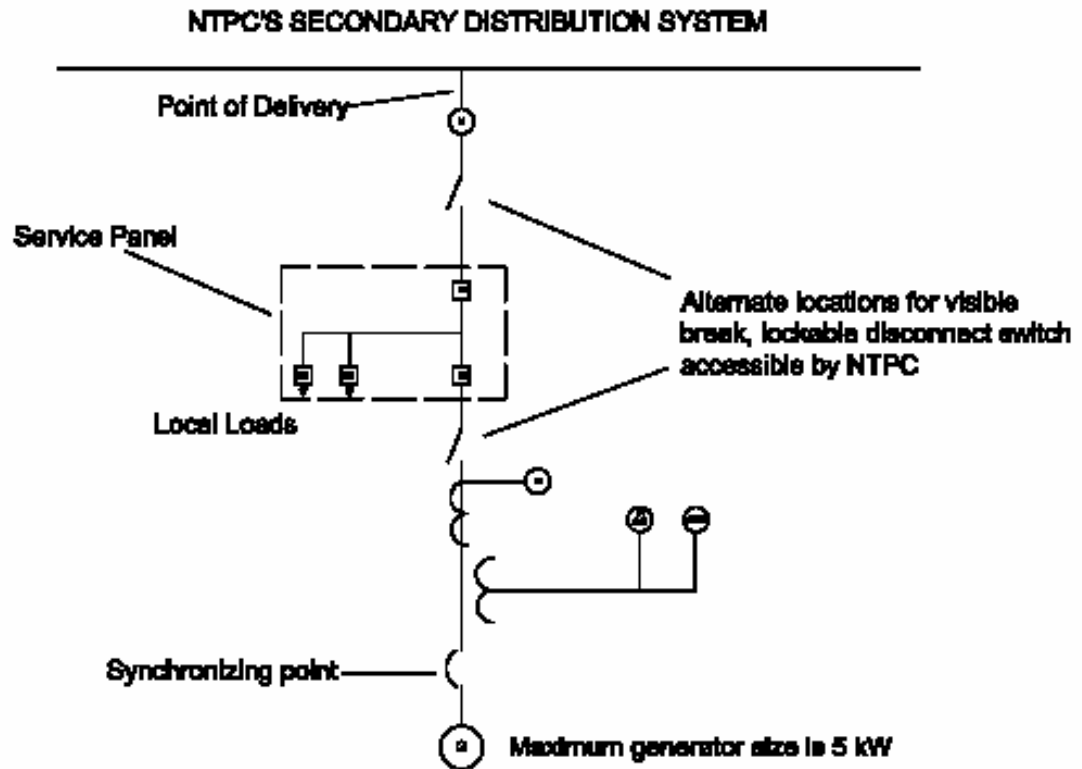 NTPC'S SECONDARY DISTRIBUTION SYSTEM
Point of Delivery
Service Panel
Alternate locations for visible
break, lockable disconnect switch
accessible by NTPC
Local Loads
Synchronizing point
Maximum generator size is 5 kW